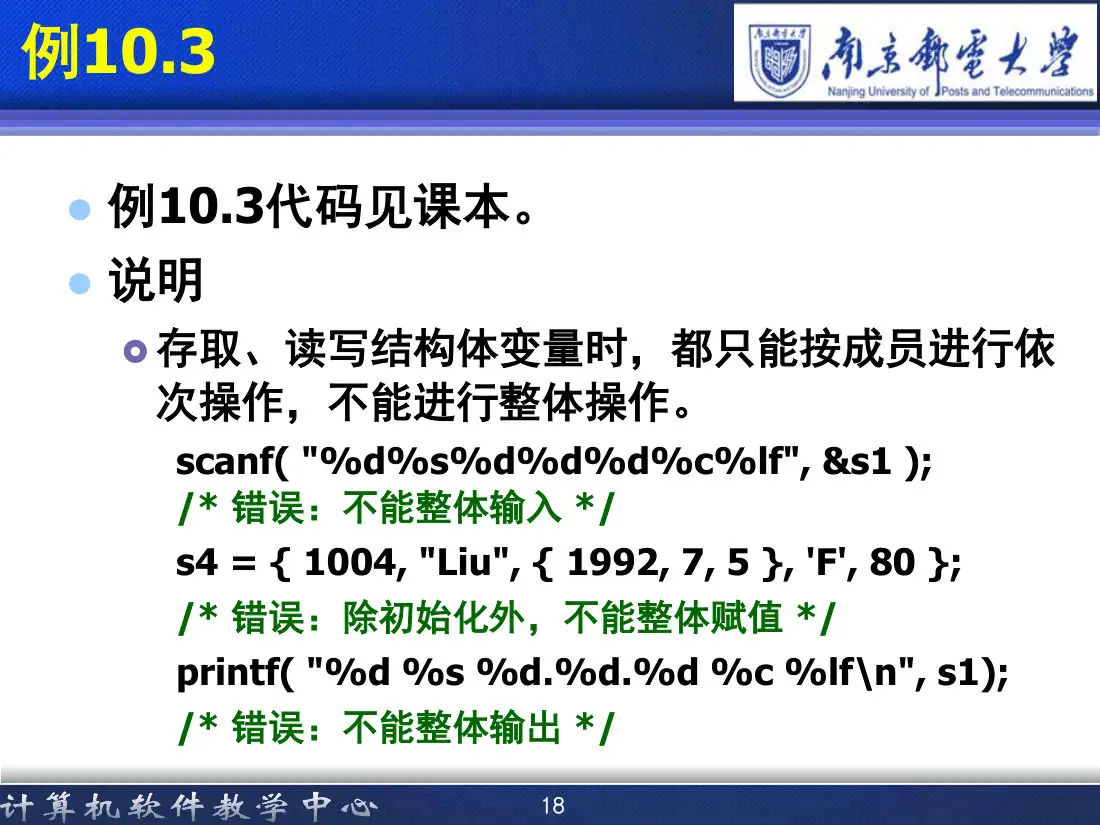 例10.3
南京邮电大学
Nanjing University of Posts and Telecommunications
例10.3代码见课本。
说明
存取、读写结构体变量时，都只能按成员进行依
次操作，不能进行整体操作。
scanf( "%d%s%d%d%d%c%lf", &s1 );
/* 错误：不能整体输入 */
s4 = { 1004, "Liu", { 1992, 7, 5 }, 'F', 80 };
/* 错误：除初始化外，不能整体赋值 */
printf( "%d %s %d.%d.%d %c %lf\n", s1);
/* 错误：不能整体输出 */
计算机软件教学中心
18